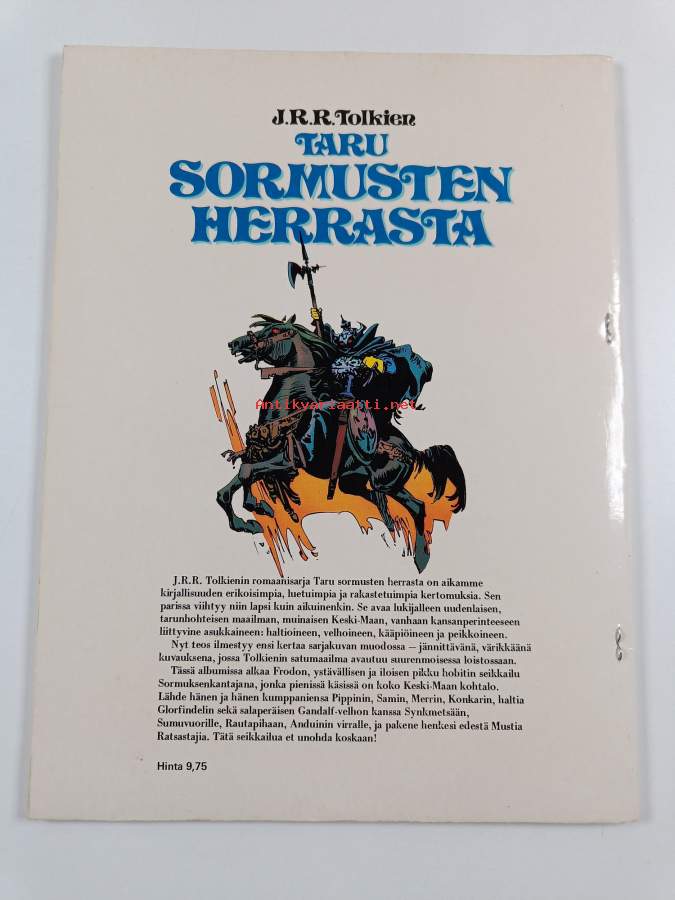 J.R.R. Tolkien
TARU
SORMUSTEN
HERRASTA
Antikvariaatti.net
J.R.R. Tolkienin romaanisarja Taru sormusten herrasta on aikamme
kirjallisuuden erikoisimpia, luetuimpia ja rakastetuimpia kertomuksia. Sen
parissa viihtyy niin lapsi kuin aikuinenkin. Se avaa lukijalleen uudenlaisen,
tarunhohteisen maailman, muinaisen Keski-Maan, vanhaan kansanperinteeseen
liittyvine asukkaineen: haltioineen, velhoineen, kääpiöineen ja peikkoineen.
Nyt teos ilmestyy ensi kertaa sarjakuvan muodossa – jännittävänä, värikkäänä
kuvauksena, jossa Tolkienin satumaailma avautuu suurenmoisessa loistossaan.
Tässä albumissa alkaa Frodon, ystävällisen ja iloisen pikku hobitin seikkailu
Sormuksenkantajana, jonka pienissä käsissä on koko Keski-Maan kohtalo.
Lähde hänen ja hänen kumppaniensa Pippinin, Samin, Merrin, Konkarin, haltia
Glorfindelin sekä salaperäisen Gandalf-velhon kanssa Synkmetsään,
Sumuvuorille, Rautapihaan, Anduinin virralle, ja pakene henkesi edestä Mustia
Ratsastajia. Tätä seikkailua et unohda koskaan!
Hinta 9,75